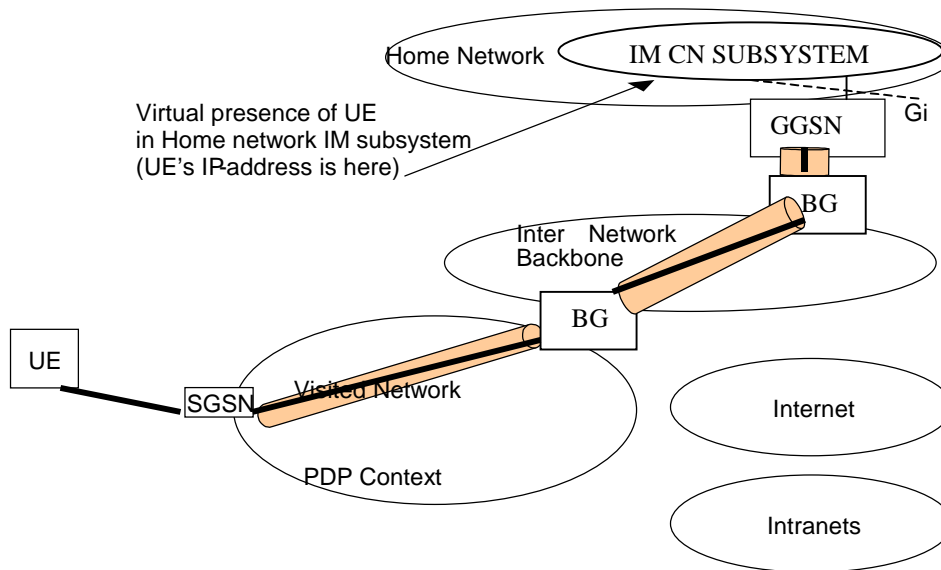 Home Network
IM CN SUBSYSTEM
Virtual presence of UE
in Home network IM subsystem
(UE's IP-address is here)
Gi
GGSN
BG
Inter Network
Backbone
BG
UE
SGSN
Visited Network
PDP Context
Internet
Intranets